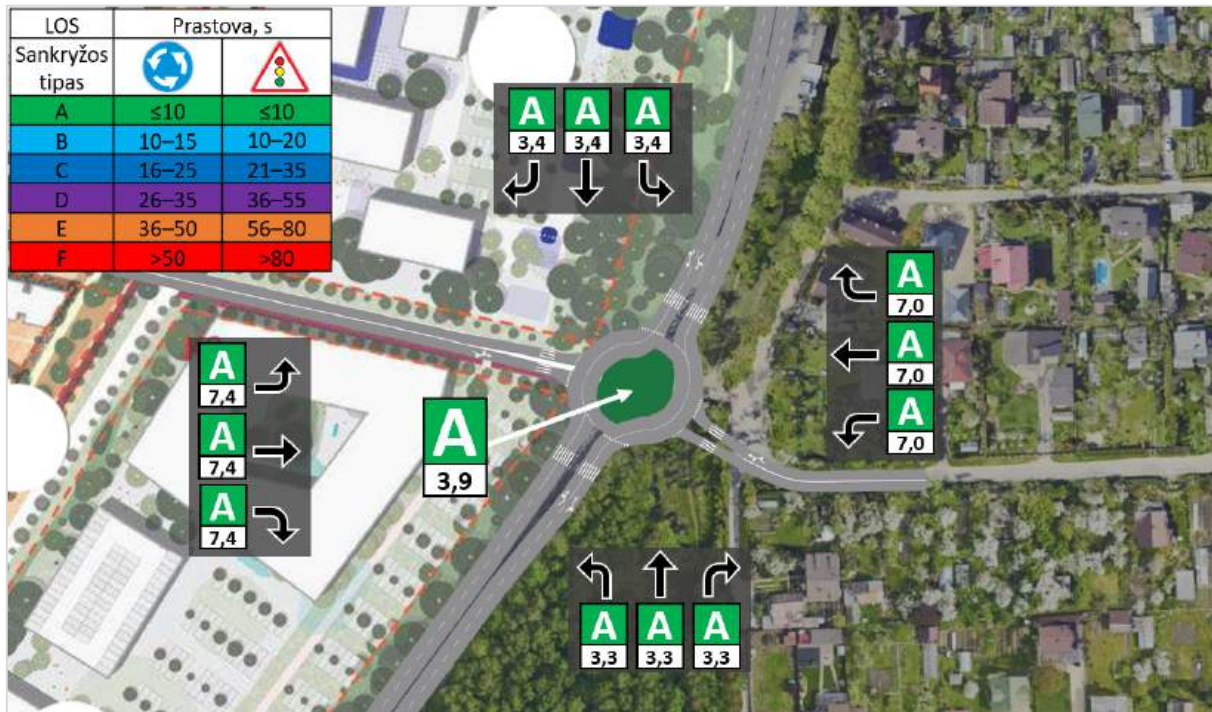 LOS Prastova, s
Sankryžos
tipas
A ≤10 ≤10
B 10–15 10–20
C 16–25 21–35
D 26–35 36–55
E 36–50 56–80
F >50 >80
A A A
3,4 3,4 3,4
A
7,0
A
7,0
A
7,0
A
7,4
A
7,4
A
7,4
A
3,9
A A A
3,3 3,3 3,3